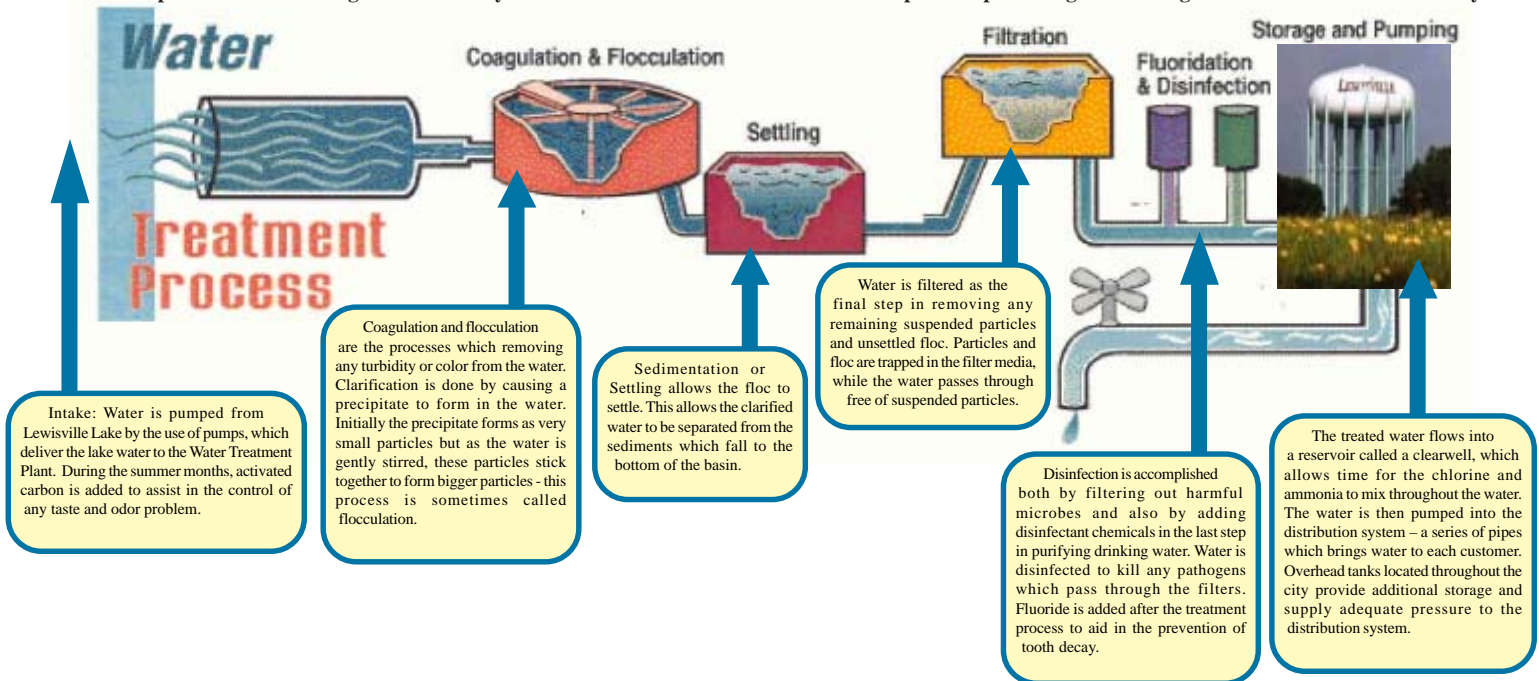 Water
Treatment
Process
Coagulation & Flocculation
Settling
Filtration
Fluoridation
& Disinfection
Storage and Pumping
Lewisville
Intake: Water is pumped from
Lewisville Lake by the use of pumps, which
deliver the lake water to the Water Treatment
Plant. During the summer months, activated
carbon is added to assist in the control of
any taste and odor problem.
Coagulation and flocculation
are the processes which removing
any turbidity or color from the water.
Clarification is done by causing a
precipitate to form in the water.
Initially the precipitate forms as very
small particles but as the water is
gently stirred, these particles stick
together to form bigger particles - this
process is sometimes called
flocculation.
Sedimentation or
Settling allows the floc to
settle. This allows the clarified
water to be separated from the
sediments which fall to the
bottom of the basin.
Water is filtered as the
final step in removing any
remaining suspended particles
and unsettled floc. Particles and
floc are trapped in the filter media,
while the water passes through
free of suspended particles.
Disinfection is accomplished
both by filtering out harmful
microbes and also by adding
disinfectant chemicals in the last step
in purifying drinking water. Water is
disinfected to kill any pathogens
which pass through the filters.
Fluoride is added after the treatment
process to aid in the prevention of
tooth decay.
The treated water flows into
a reservoir called a clearwell, which
allows time for the chlorine and
ammonia to mix throughout the water.
The water is then pumped into the
distribution system – a series of pipes
which brings water to each customer.
Overhead tanks located throughout the
city provide additional storage and
supply adequate pressure to the
distribution system.